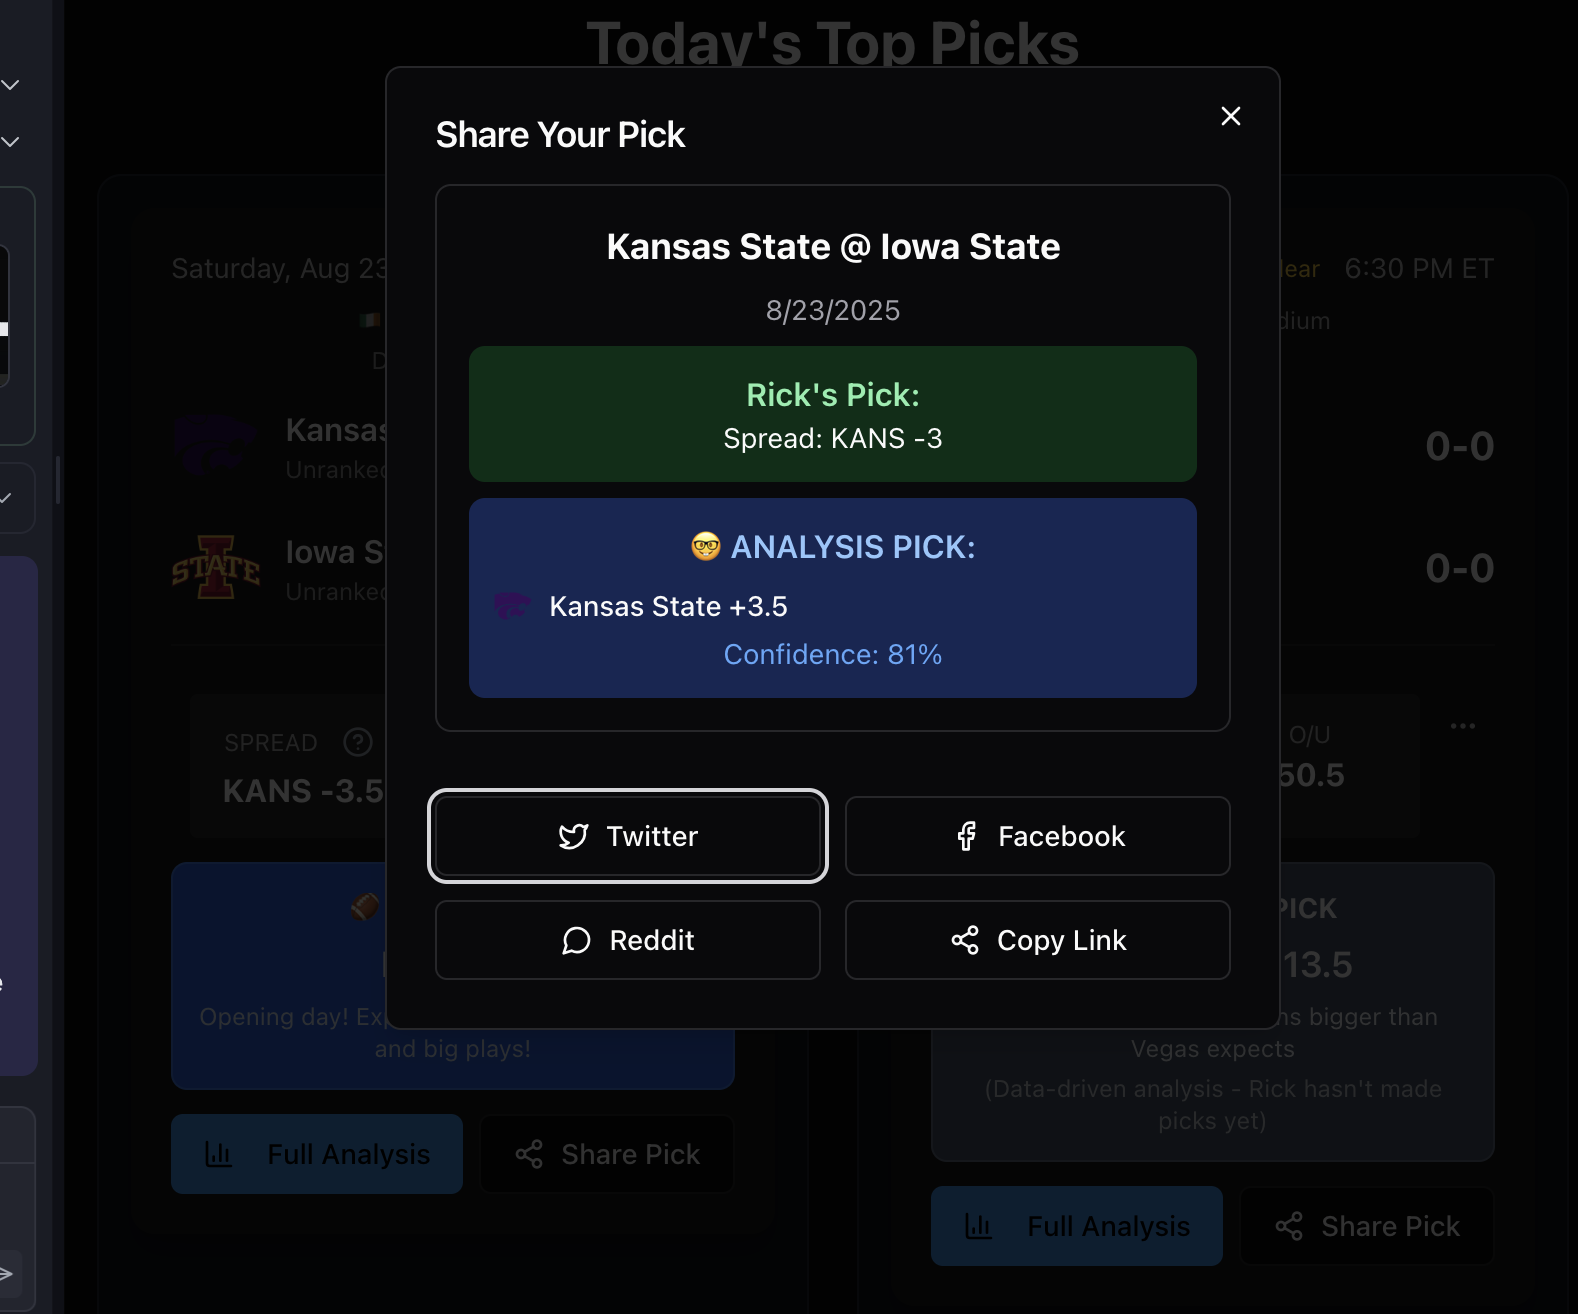 Today's Top Picks
Share Your Pick
Kansas State @ Iowa State
8/23/2025
Rick's Pick:
Spread: KANS -3
ANALYSIS PICK:
Kansas State +3.5
Confidence: 81%
Twitter
Facebook
Reddit
Copy Link
Saturday, Aug 23
6:30 PM ET
Kansas
Unranked
0-0
STATE
Iowa S
Unranked
0-0
SPREAD
KANS -3.5
O/U
50.5
Opening day! Exp
and big plays!
Full Analysis
Share Pick
PICK
13.5
ns bigger than
Vegas expects
(Data-driven analysis - Rick hasn't made
picks yet)
Full Analysis
Share Pick